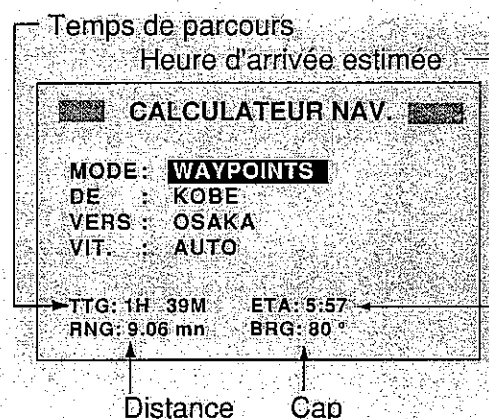 Temps de parcours
Heure d'arrivée estimée
CALCULATEUR NAV.
MODE: WAYPOINTS
DE : KOBE
VERS : OSAKA
VIT. : AUTO
TTG: 1H 39M ETA: 5:57
RNG: 9.06 mn BRG: 80 °
Distance Cap